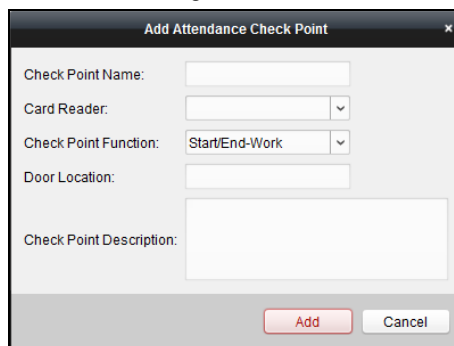 Add Attendance Check Point ×
Check Point Name:
Card Reader:
Check Point Function: Start/End-Work
Door Location:
Check Point Description:
Add Cancel